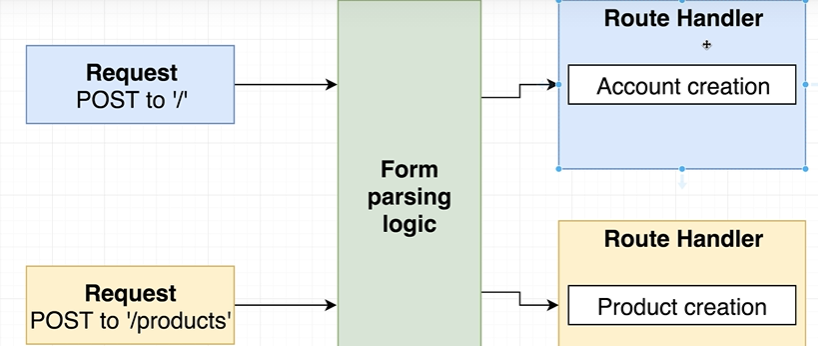 Request
POST to '/'
Form
parsing
logic
Route Handler
Account creation
Request
POST to '/products'
Route Handler
Product creation